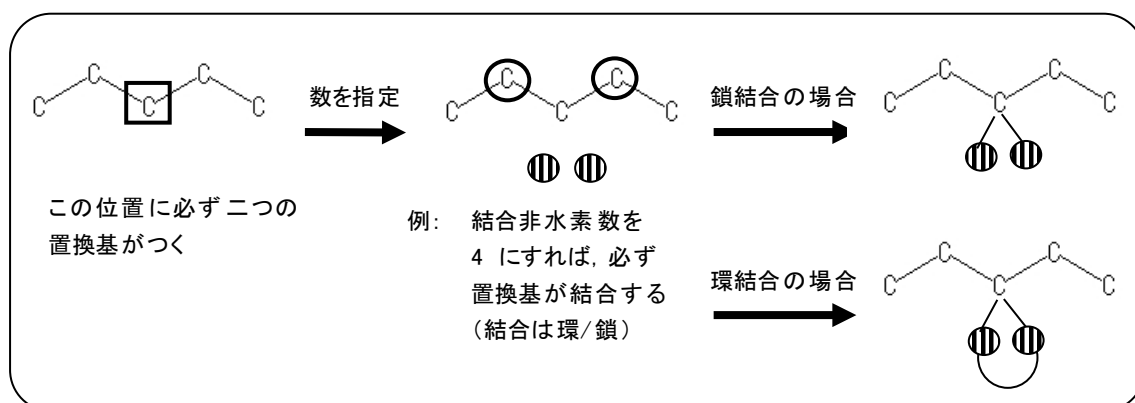 C C C C C
この位置に必ず二つの
置換基がつく
数を指定
C C C C C
例: 結合非水素数を
4 にすれば, 必ず
置換基が結合する
(結合は環/鎖)
鎖結合の場合
C C C C C
環結合の場合
C C C C C